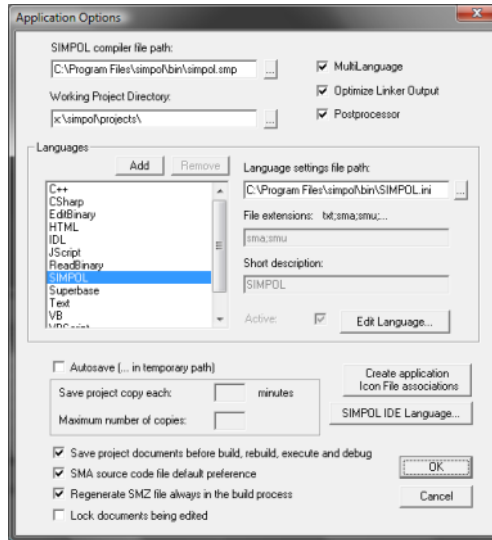 Application Options
SIMPOL compiler file path:
C:\Program Files\simpol\bin\simpol.smp
...
MultiLanguage
Optimize Linker Output
Postprocessor
Working Project Directory:
x:\simpol\projects\
...
Languages
Add
Remove
C++
CSharp
EditBinary
HTML
IDL
JScript
ReadBinary
SIMPOL
Superbase
Text
VB
VBScript
Language settings file path:
C:\Program Files\simpol\bin\SIMPOL.ini
...
File extensions: txt;sma;smu;...
sma;smu
Short description:
SIMPOL
Active:
Edit Language...
Autosave (... in temporary path)
Save project copy each:
minutes
Maximum number of copies:
Create application
Icon File associations
SIMPOL IDE Language...
Save project documents before build, rebuild, execute and debug
SMA source code file default preference
Regenerate SMZ file always in the build process
Lock documents being edited
OK
Cancel